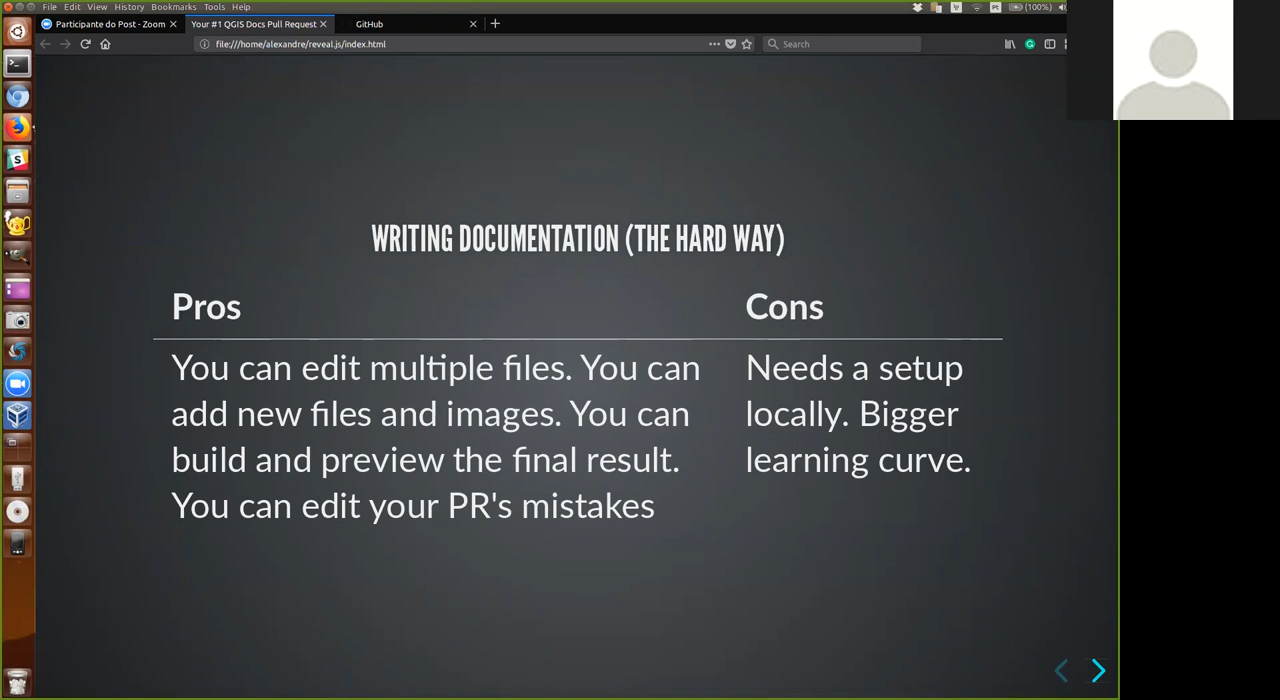 File Edit View History Bookmarks Tools Help
(100%)
Participante do Post - Zoom
Your #1 QGIS Docs Pull Request
GitHub
file:///home/alexandre/reveal.js/index.html
Search
WRITING DOCUMENTATION (THE HARD WAY)
Pros
Cons
You can edit multiple files. You can
add new files and images. You can
build and preview the final result.
You can edit your PR's mistakes
Needs a setup
locally. Bigger
learning curve.